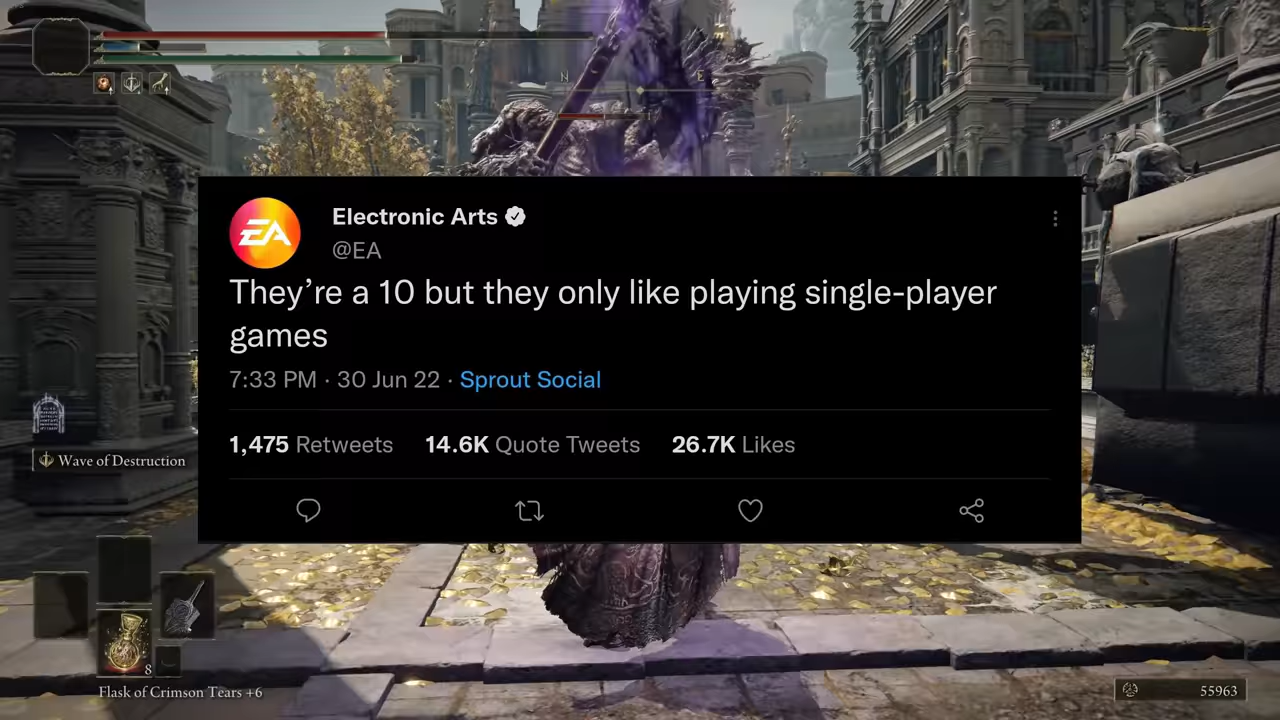 N
E
EA
Electronic Arts
@EA
They’re a 10 but they only like playing single-player
games
7:33 PM · 30 Jun 22 · Sprout Social
1,475 Retweets 14.6K Quote Tweets 26.7K Likes
Wave of Destruction
8
Flask of Crimson Tears +6
55963